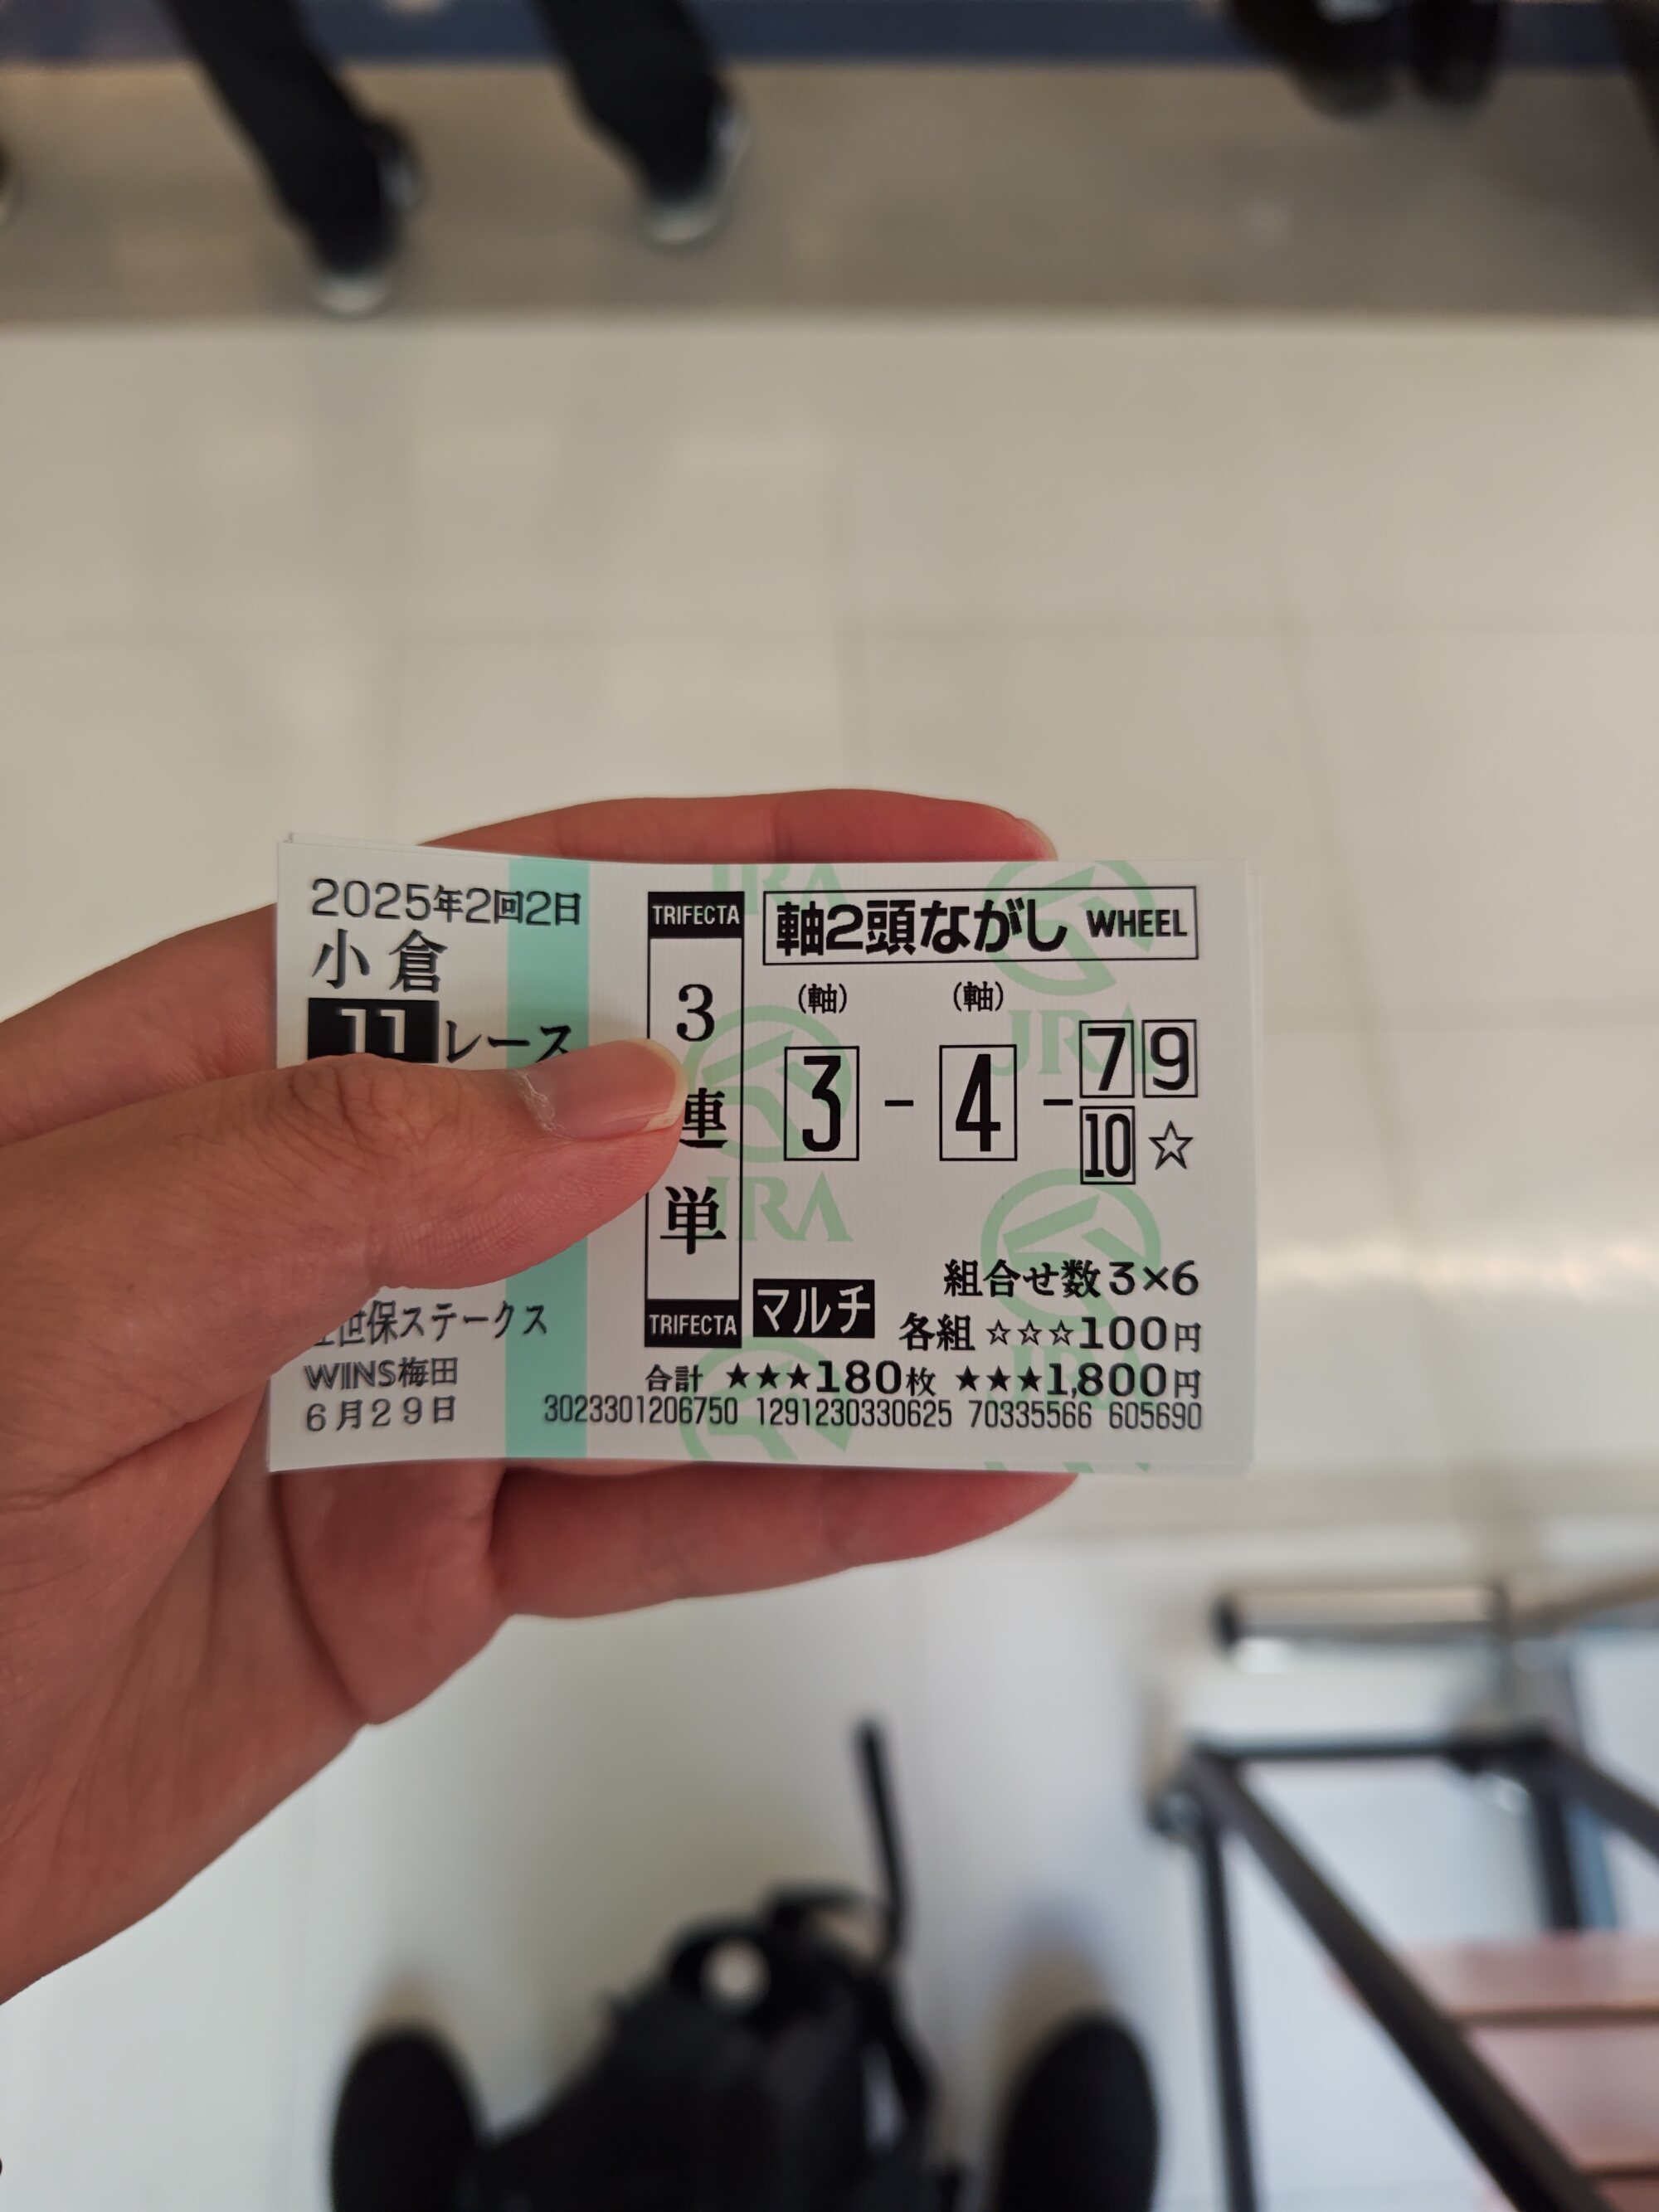 2025年2回2日
小倉
11レース
世保ステークス
WINS梅田
6月29日
TRIFECTA
3連単
TRIFECTA
軸2頭ながし WHEEL
(軸) (軸)
3 - 4 - 7 9
10 ☆
マルチ
組合せ数3×6
各組 ☆☆☆100円
合計 ★★★180枚 ★★★1,800円
3023301206750 1291230330625 70335566 605690
JRA
JRA
JRA